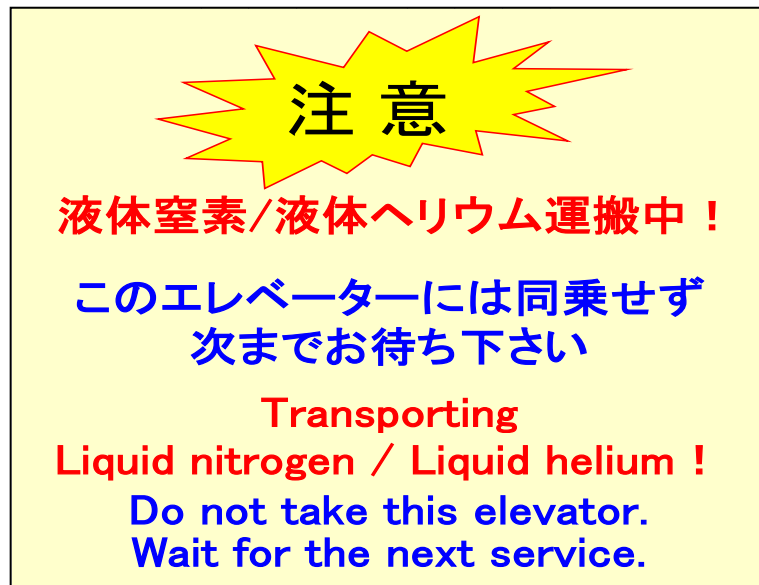 注 意
液体窒素/液体ヘリウム運搬中！
このエレベーターには同乗せず
次までお待ち下さい
Transporting
Liquid nitrogen / Liquid helium！
Do not take this elevator.
Wait for the next service.